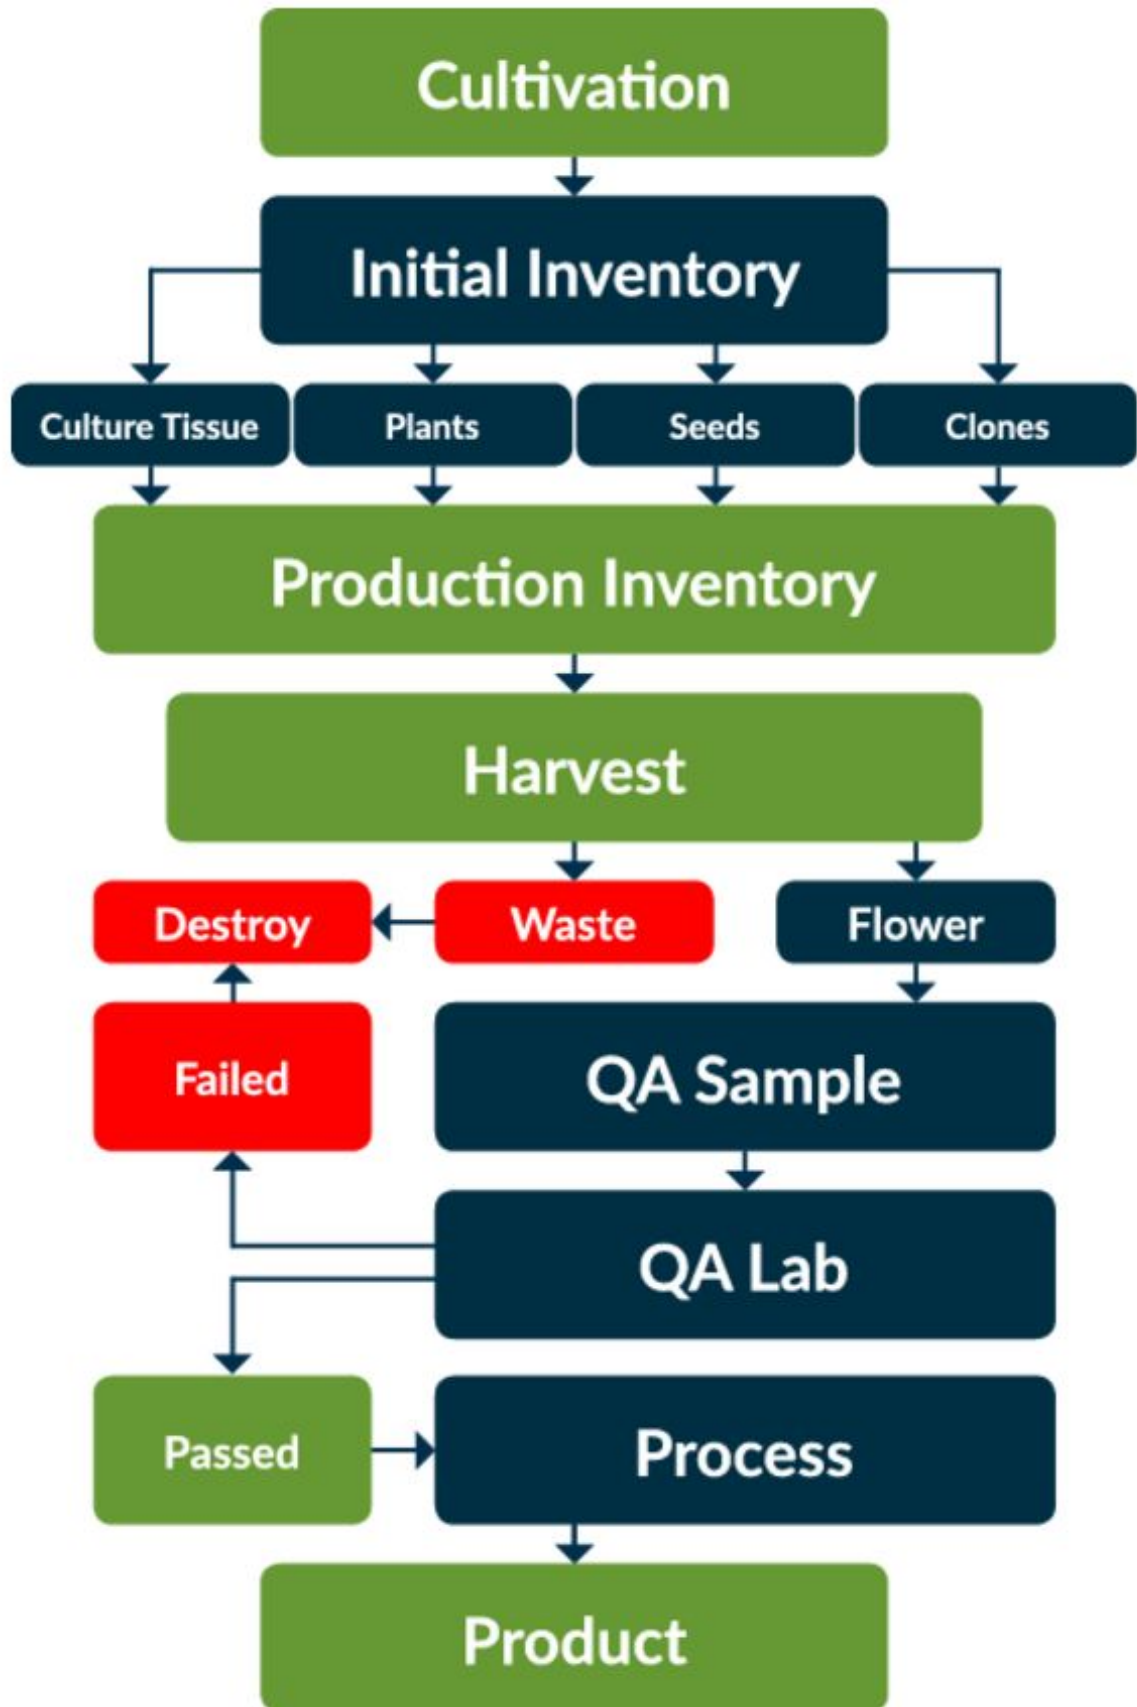 Cultivation
Initial Inventory
Culture Tissue
Plants
Seeds
Clones
Production Inventory
Harvest
Destroy
Waste
Flower
Failed
QA Sample
QA Lab
Passed
Process
Product